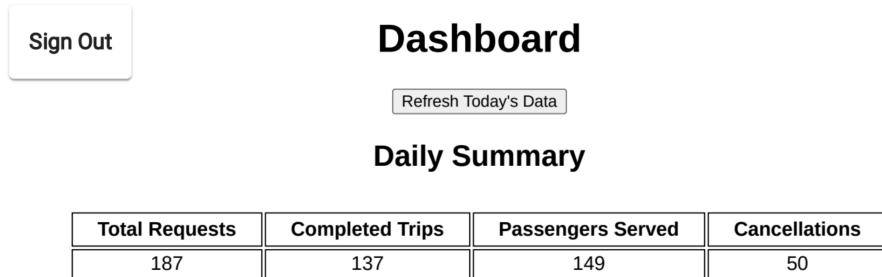 Sign Out
Dashboard
Refresh Today's Data
Daily Summary
Total Requests Completed Trips Passengers Served Cancellations
187 137 149 50